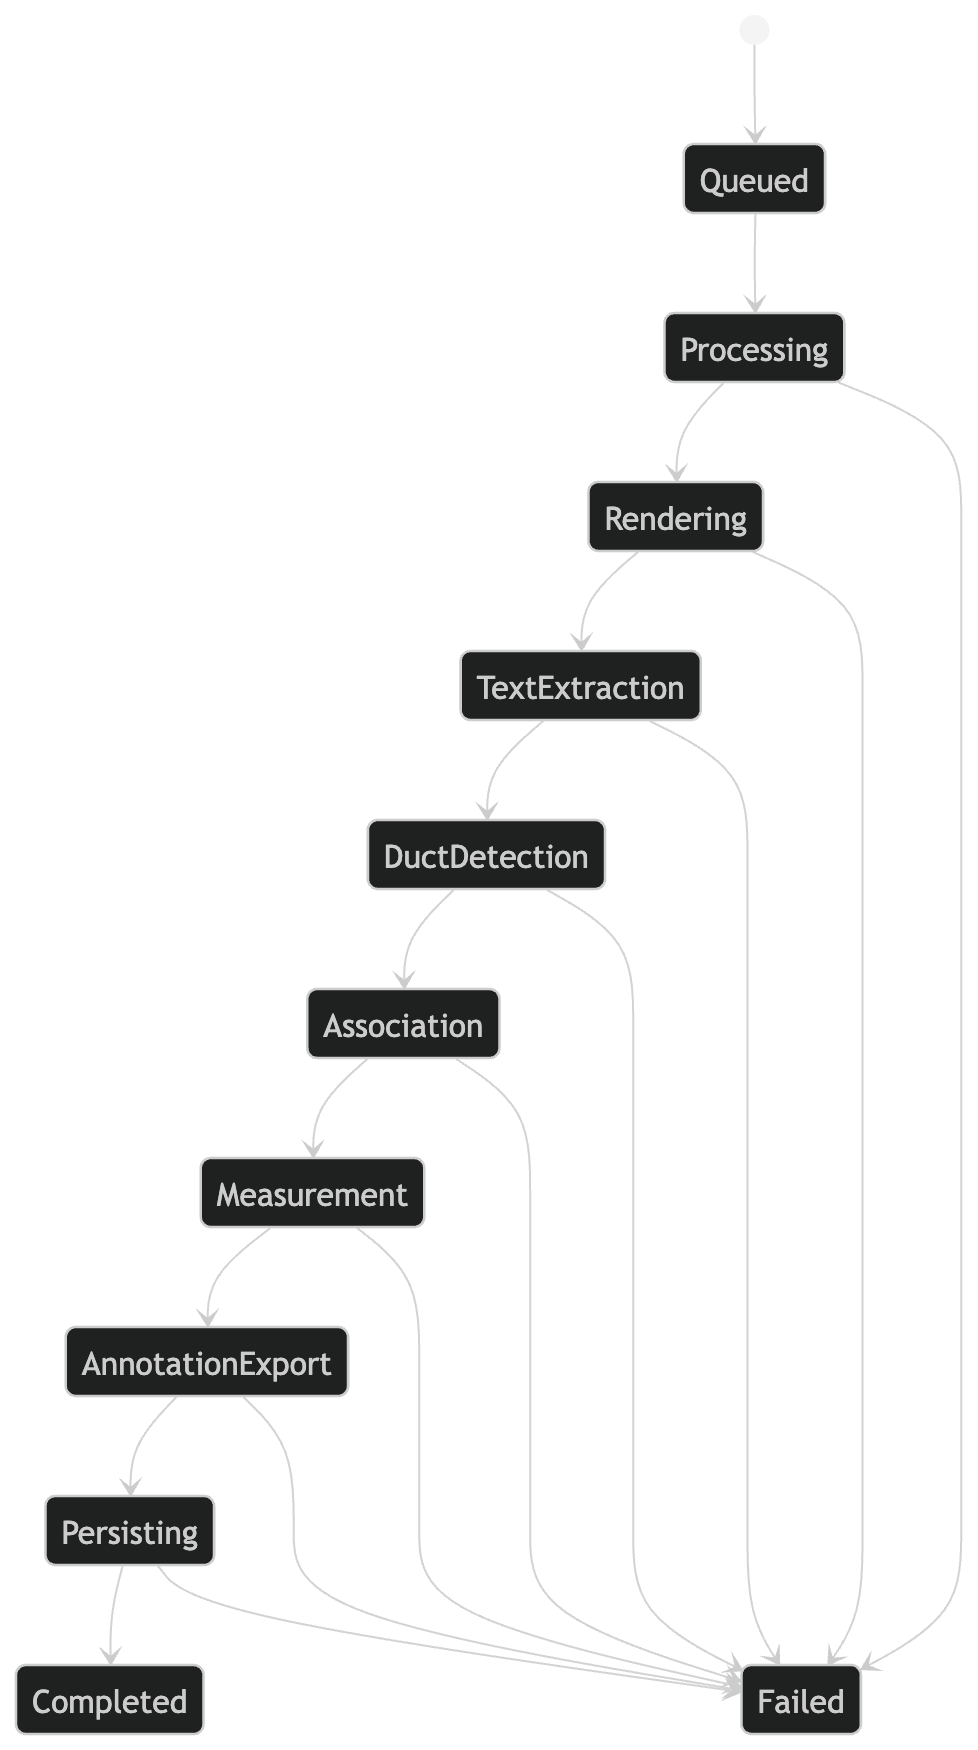 Queued
Processing
Rendering
TextExtraction
DuctDetection
Association
Measurement
AnnotationExport
Persisting
Completed
Failed